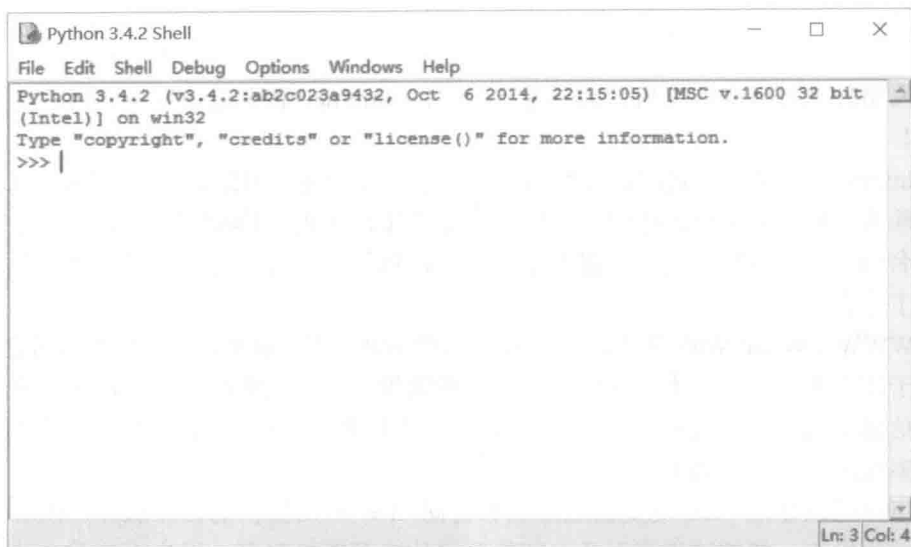 Python 3.4.2 Shell
File Edit Shell Debug Options Windows Help
Python 3.4.2 (v3.4.2:ab2c023a9432, Oct  6 2014, 22:15:05) [MSC v.1600 32 bit
(Intel)] on win32
Type "copyright", "credits" or "license()" for more information.
>>>
Ln: 3 Col: 4